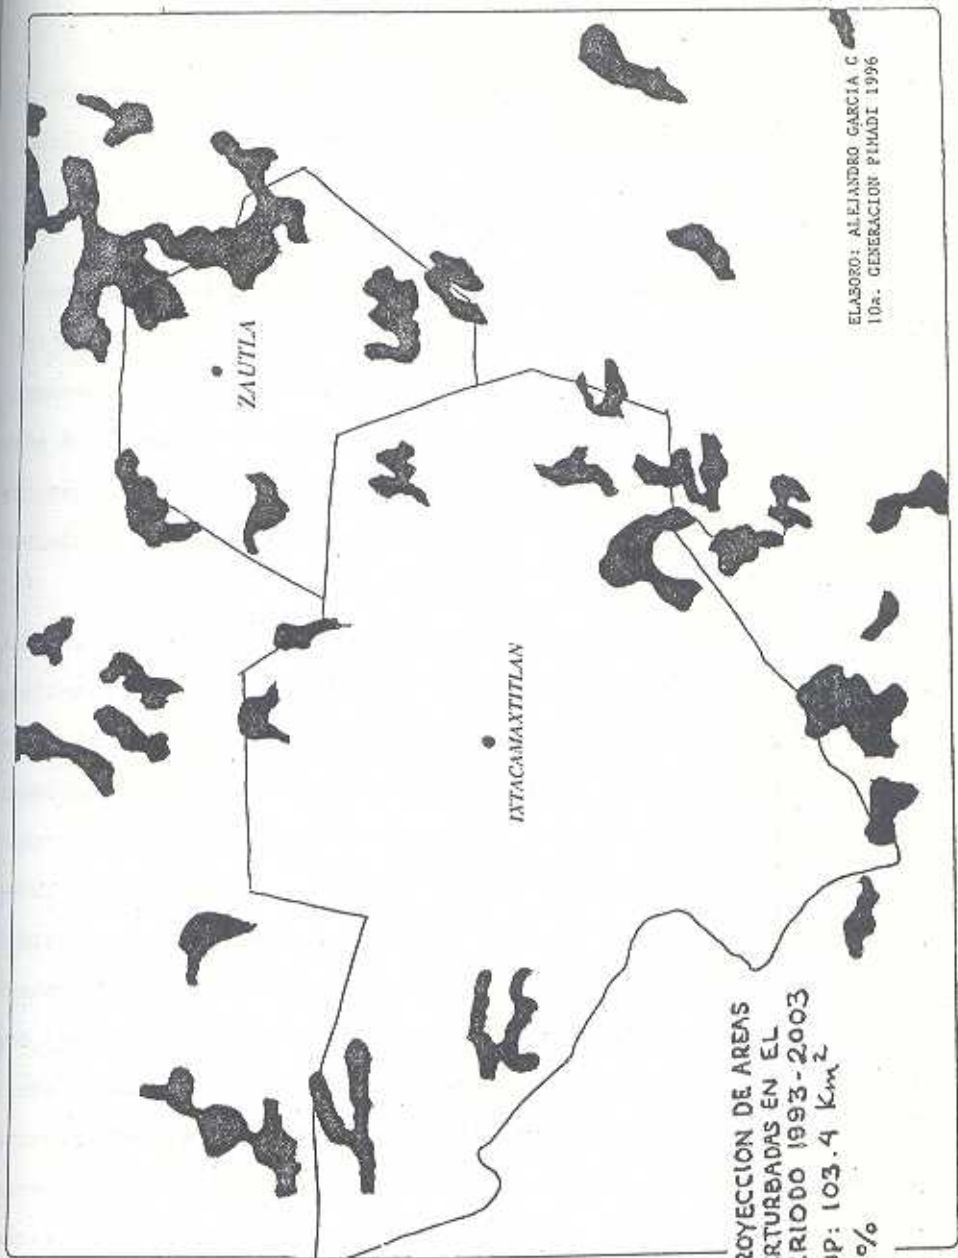 ZAUTLA
IXTACAMAXTITLAN
ELABORO: ALEJANDRO GARCIA C
10a. GENERACION PIMADI 1996
ROYECCION DE AREAS
RTURBADAS EN EL
RIODO 1993-2003
P: 103.4 Km²
%